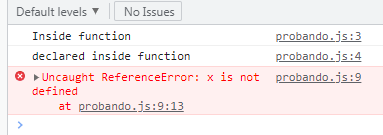 Default levels ▼ No Issues
Inside function probando.js:3
declared inside function probando.js:4
▶Uncaught ReferenceError: x is not probando.js:9
defined
at probando.js:9:13